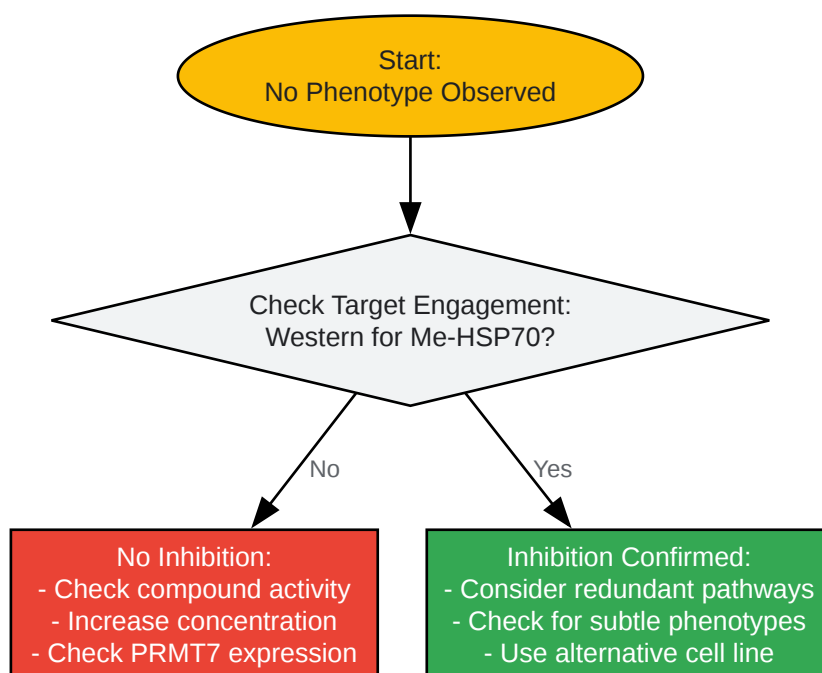 Start:
No Phenotype Observed
Check Target Engagement:
Western for Me-HSP70?
No
Yes
No Inhibition:
- Check compound activity
- Increase concentration
- Check PRMT7 expression
Inhibition Confirmed:
- Consider redundant pathways
- Check for subtle phenotypes
- Use alternative cell line